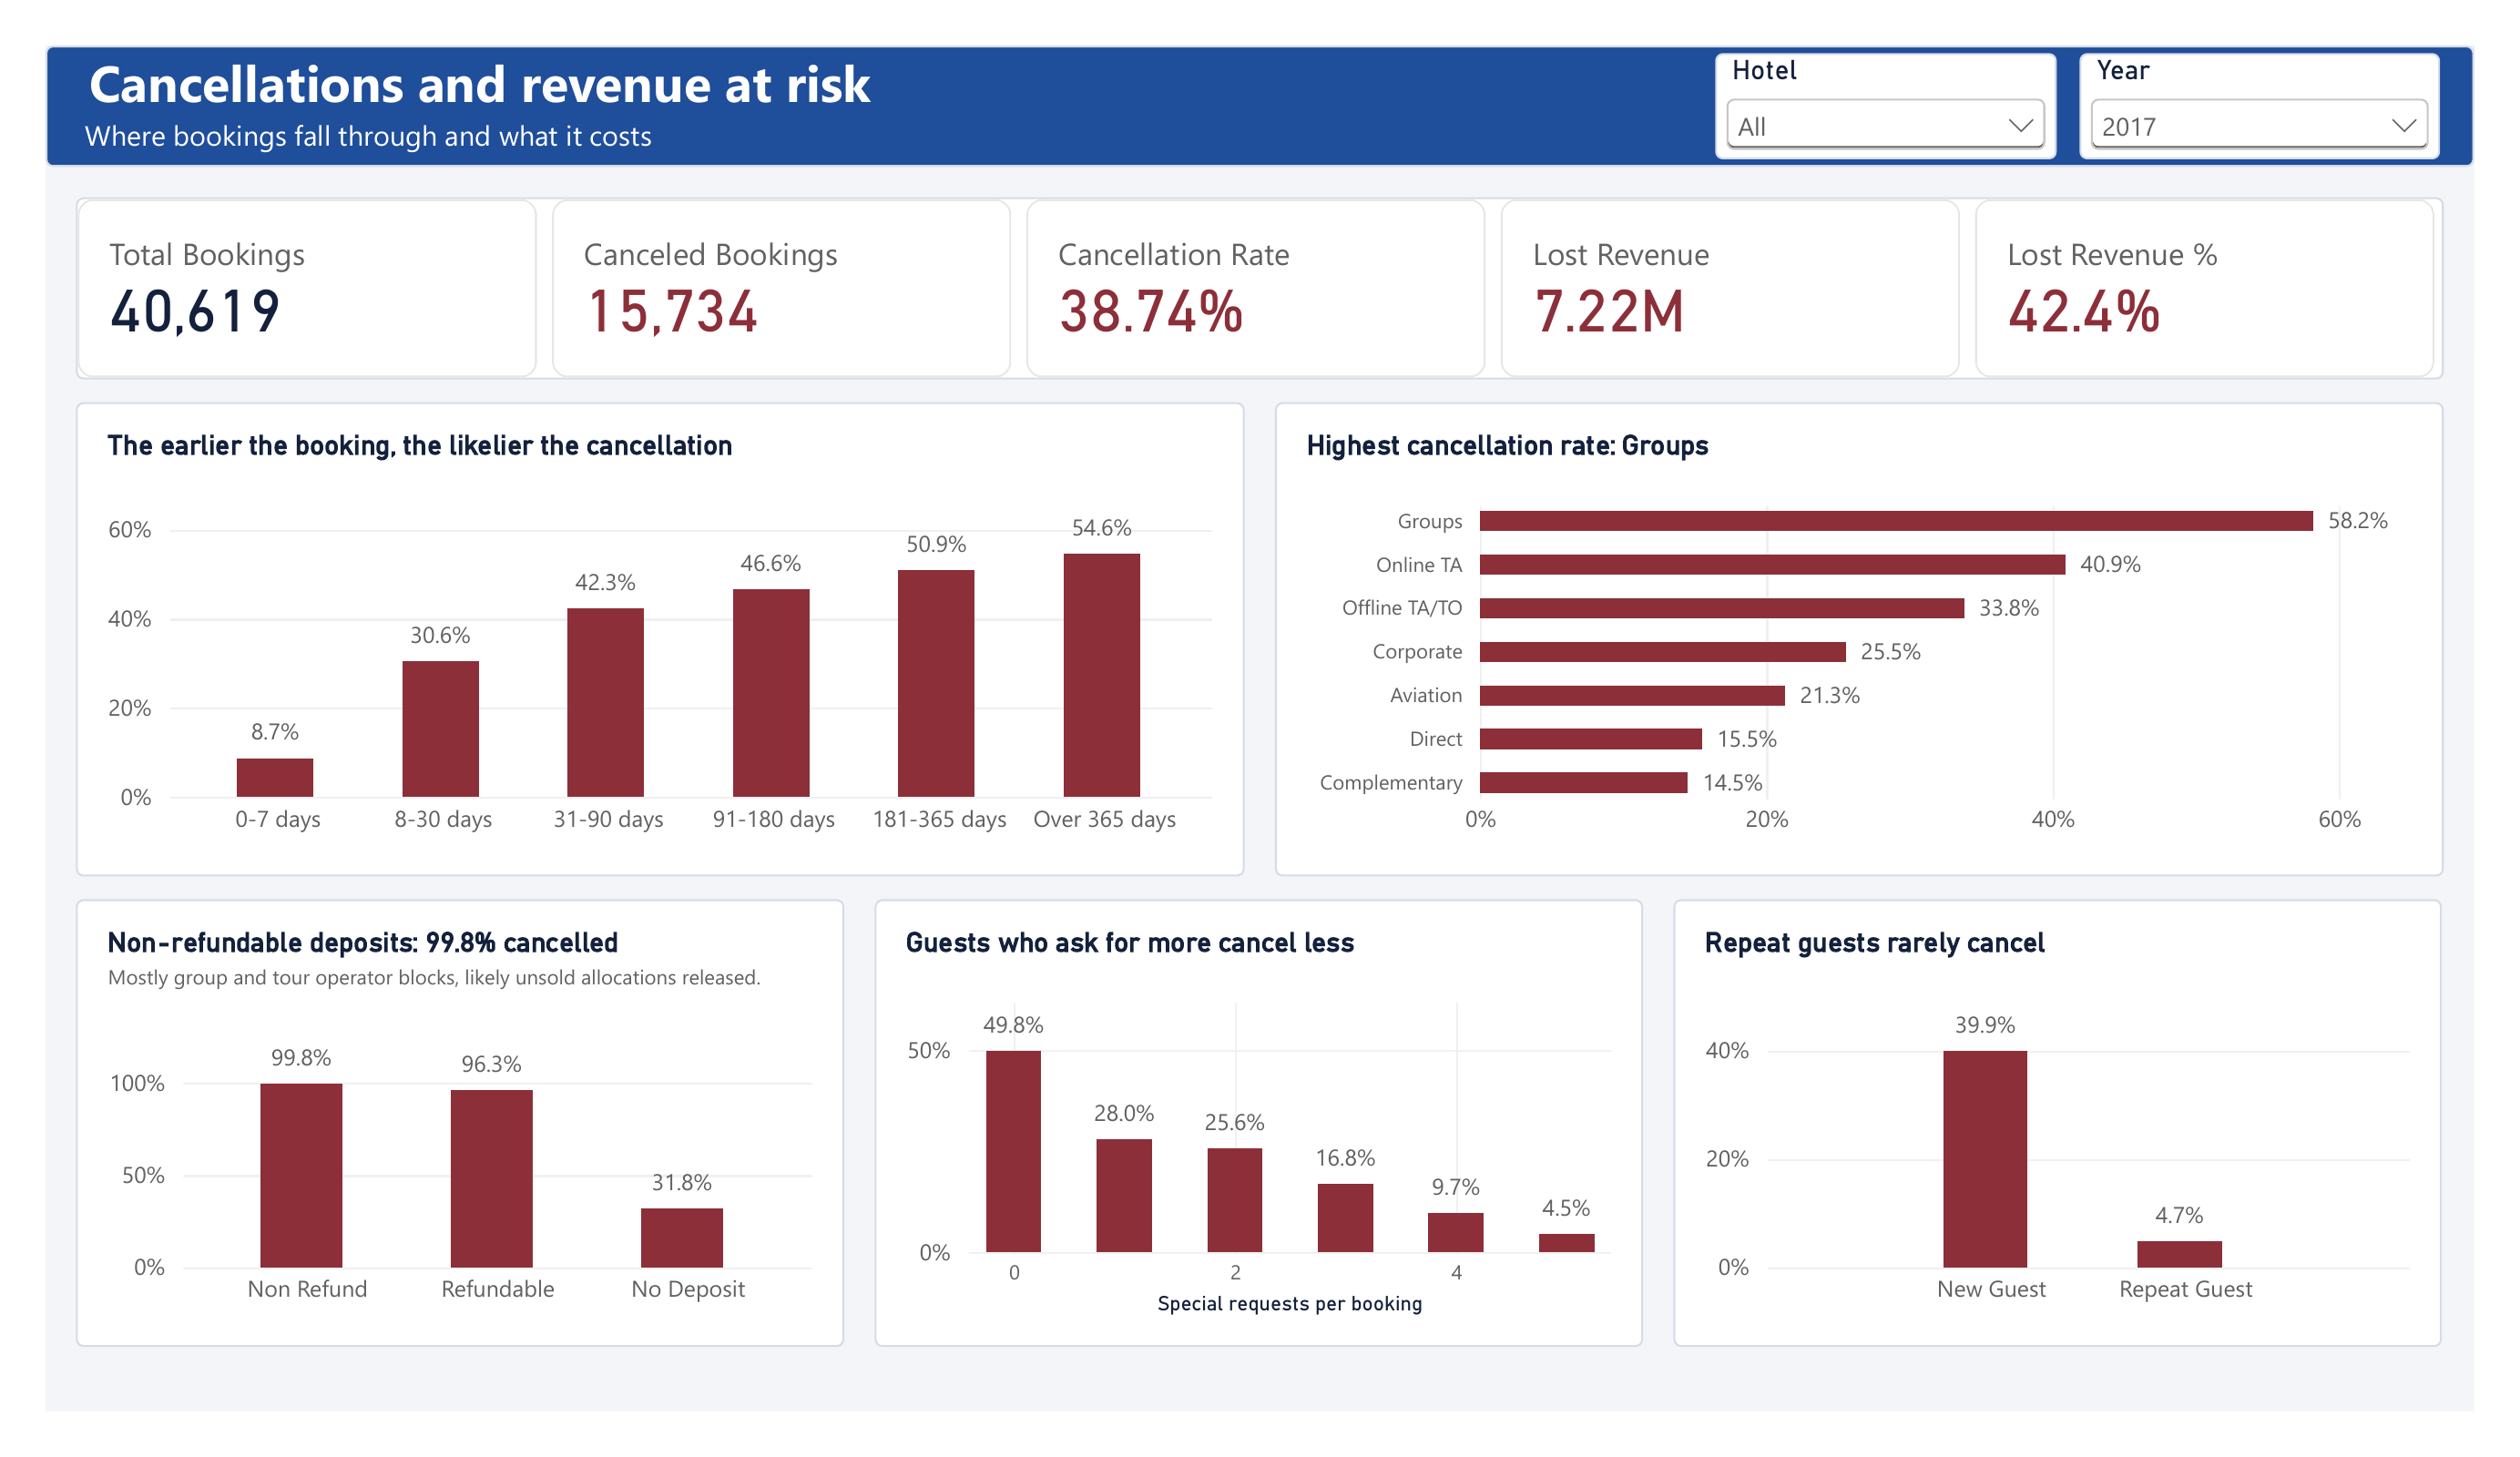 Cancellations and revenue at risk
Where bookings fall through and what it costs
Hotel
All
Year
2017
Total Bookings
40,619
Canceled Bookings
15,734
Cancellation Rate
38.74%
Lost Revenue
7.22M
Lost Revenue %
42.4%
The earlier the booking, the likelier the cancellation
60%
40%
20%
0%
8.7%
30.6%
42.3%
46.6%
50.9%
54.6%
0-7 days
8-30 days
31-90 days
91-180 days
181-365 days
Over 365 days
Highest cancellation rate: Groups
Groups 58.2%
Online TA 40.9%
Offline TA/TO 33.8%
Corporate 25.5%
Aviation 21.3%
Direct 15.5%
Complementary 14.5%
0% 20% 40% 60%
Non-refundable deposits: 99.8% cancelled
Mostly group and tour operator blocks, likely unsold allocations released.
100%
50%
0%
99.8%
96.3%
31.8%
Non Refund
Refundable
No Deposit
Guests who ask for more cancel less
50%
0%
49.8%
28.0%
25.6%
16.8%
9.7%
4.5%
0 2 4
Special requests per booking
Repeat guests rarely cancel
40%
20%
0%
39.9%
4.7%
New Guest
Repeat Guest